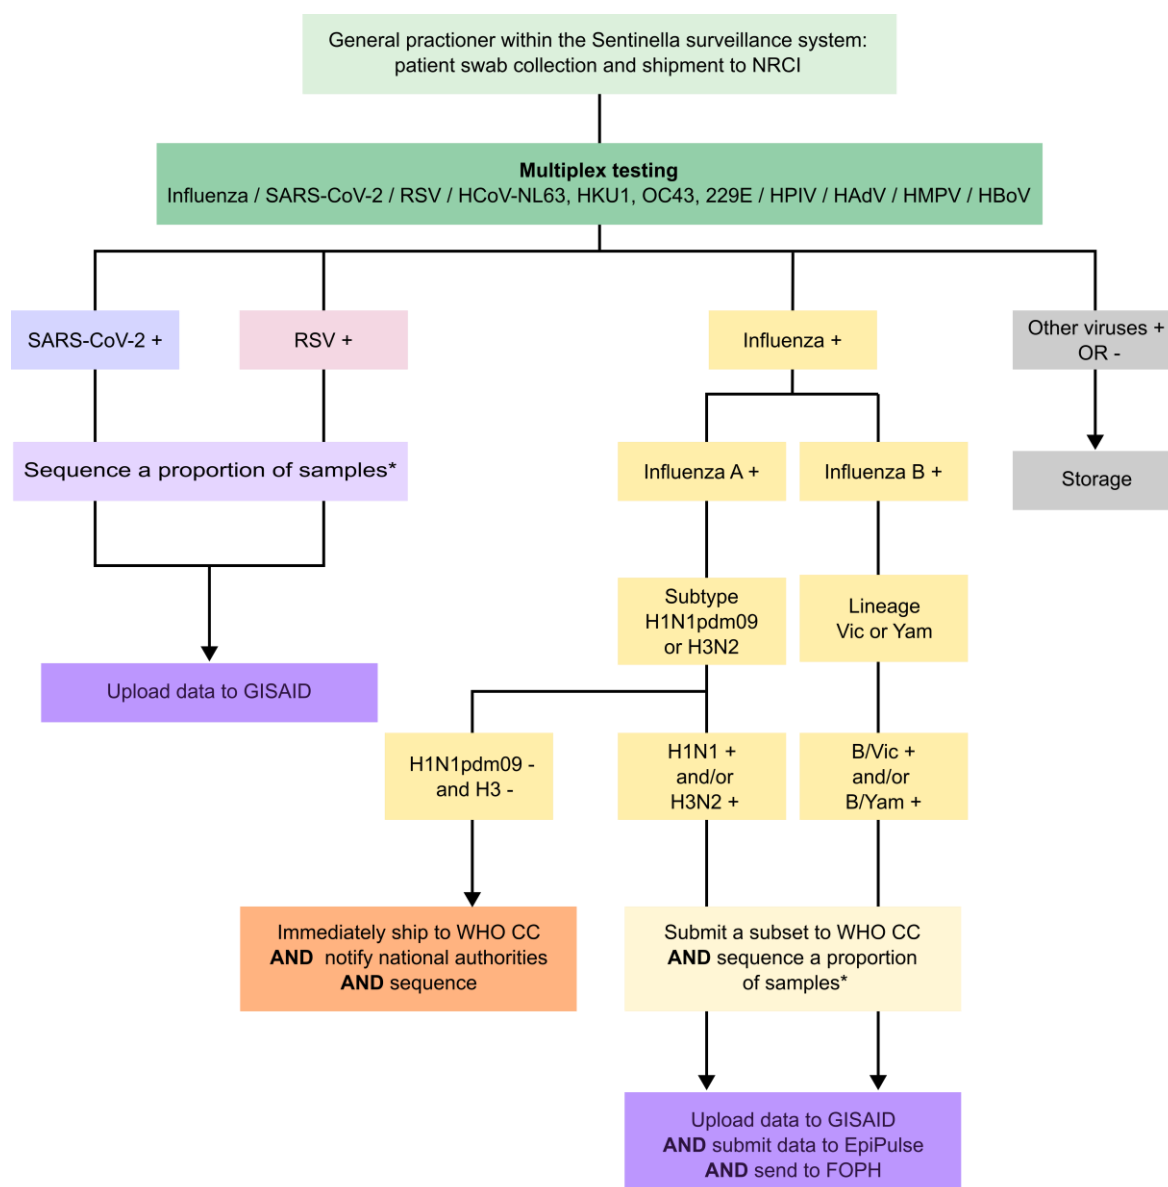 General practioner within the Sentinella surveillance system:
patient swab collection and shipment to NRCI
Multiplex testing
Influenza / SARS-CoV-2 / RSV / HCoV-NL63, HKU1, OC43, 229E / HPIV / HAdV / HMPV / HBoV
SARS-CoV-2 +
RSV +
Influenza +
Other viruses +
OR -
Sequence a proportion of samples*
Influenza A +
Influenza B +
Storage
Subtype
H1N1pdm09
or H3N2
Lineage
Vic or Yam
Upload data to GISAID
H1N1pdm09 -
and H3 -
H1N1 +
and/or
H3N2 +
B/Vic +
and/or
B/Yam +
Immediately ship to WHO CC
AND notify national authorities
AND sequence
Submit a subset to WHO CC
AND sequence a proportion
of samples*
Upload data to GISAID
AND submit data to EpiPulse
AND send to FOPH